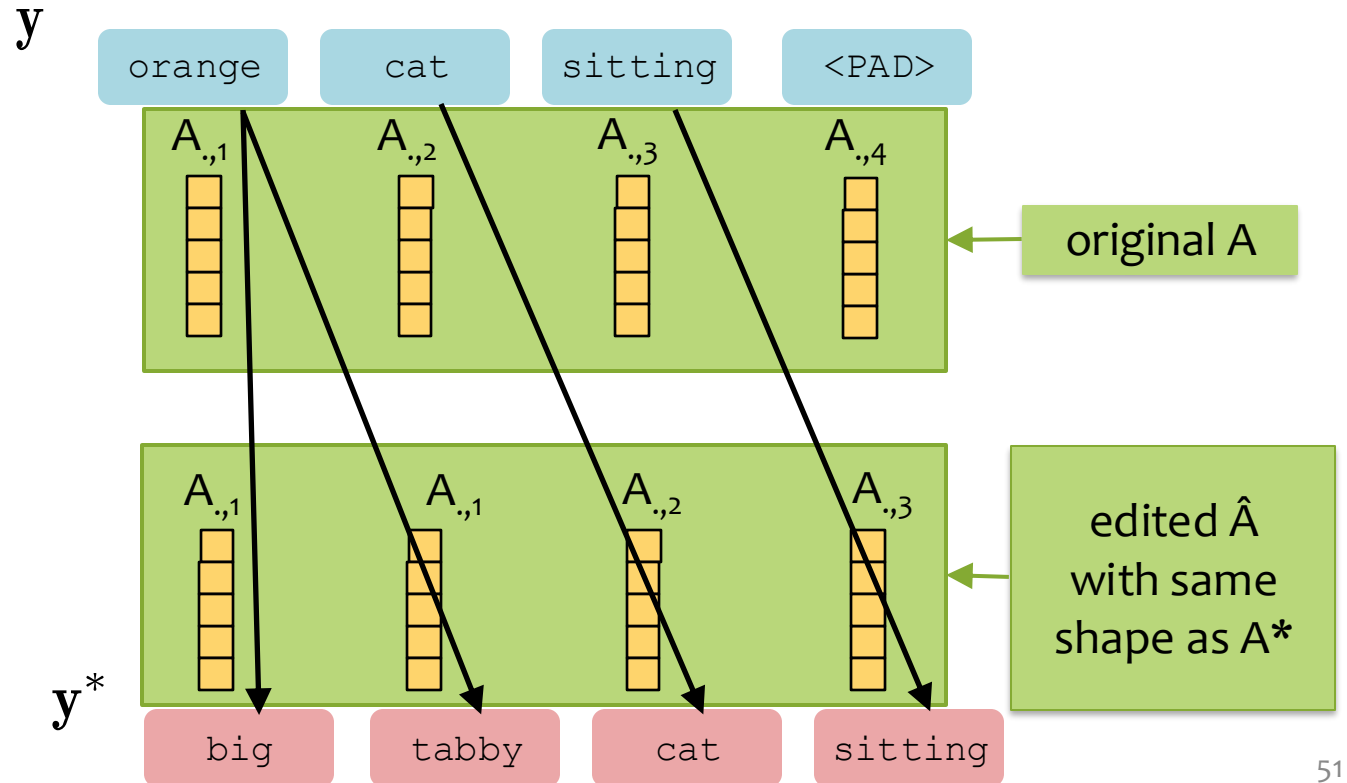 y
orange cat sitting <PAD>
A.,1 A.,2 A.,3 A.,4
original A
A.,1 A.,1 A.,2 A.,3
edited Â
with same
shape as A*
y*
big tabby cat sitting
51